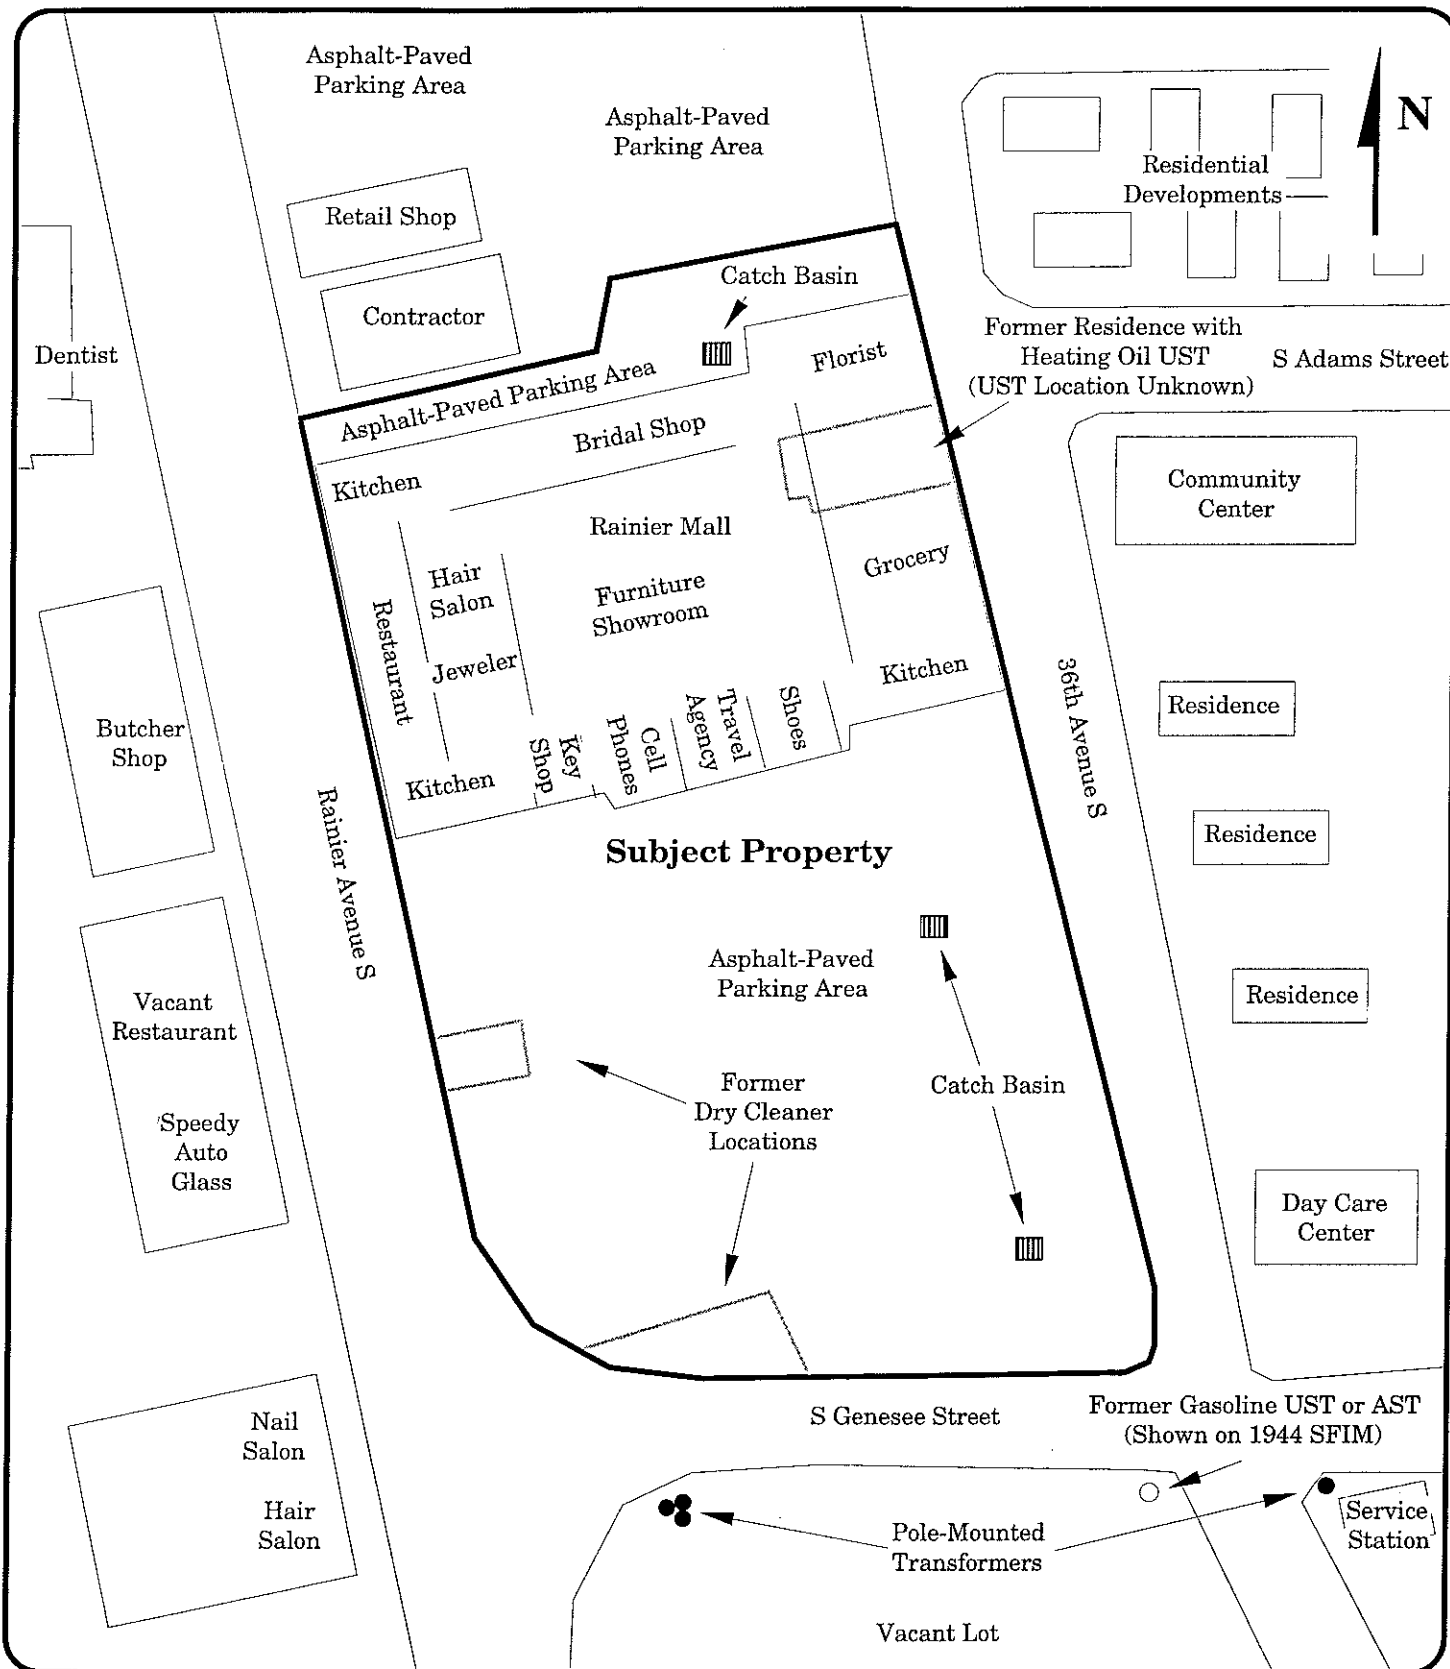 Asphalt-Paved
Parking Area
Asphalt-Paved
Parking Area
N
Residential
Developments
Retail Shop
Catch Basin
Contractor
Former Residence with
Heating Oil UST
(UST Location Unknown)
S Adams Street
Dentist
Florist
Asphalt-Paved Parking Area
Bridal Shop
Kitchen
Community
Center
Rainier Mall
Grocery
Hair
Salon
Furniture
Showroom
Restaurant
Jeweler
Kitchen
36th Avenue S
Residence
Butcher
Shop
Kitchen
Key
Shop
Cell
Phones
Travel
Agency
Shoes
Rainier Avenue S
Subject Property
Residence
Asphalt-Paved
Parking Area
Vacant
Restaurant
Residence
Former
Dry Cleaner
Locations
Catch Basin
Speedy
Auto
Glass
Day Care
Center
S Genesee Street
Former Gasoline UST or AST
(Shown on 1944 SFIM)
Nail
Salon
Hair
Salon
Pole-Mounted
Transformers
Service
Station
Vacant Lot